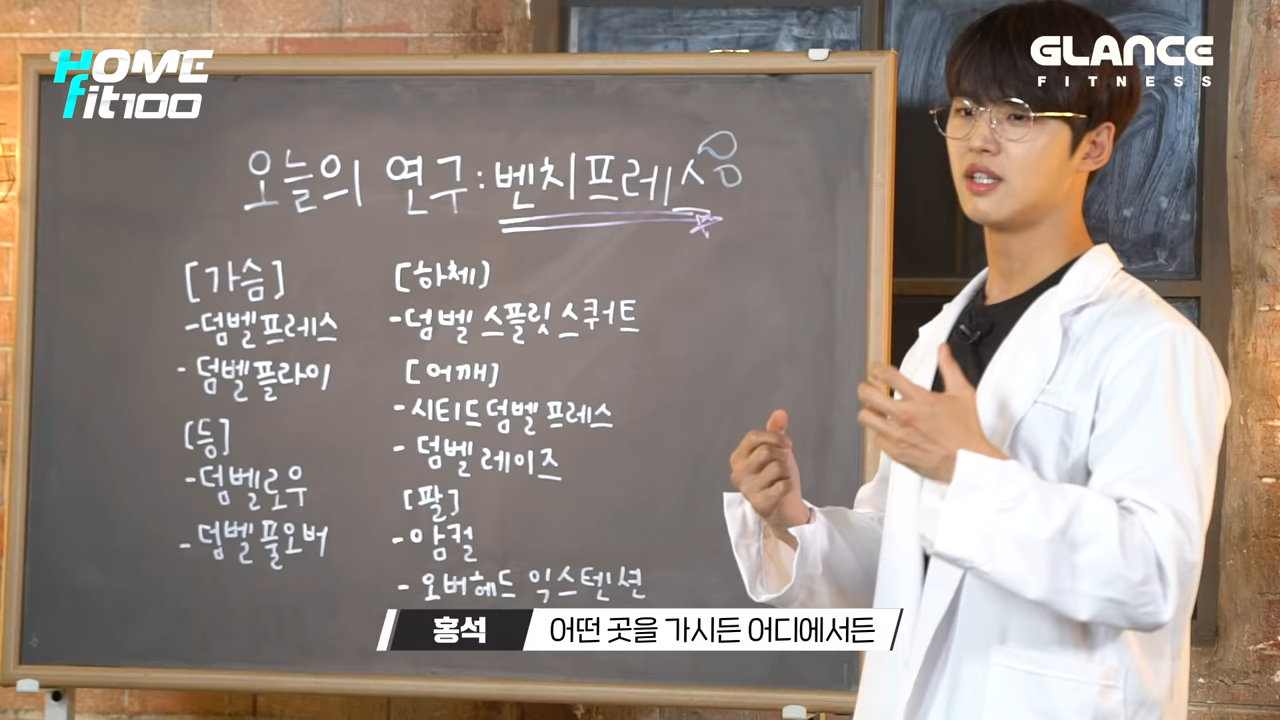 HOME
Fit100
GLANCE
FITNESS
오늘의 연구: 벤치프레스
[가슴]
-덤벨프레스
-덤벨플라이
[등]
-덤벨로우
-덤벨풀오버
[하체]
-덤벨 스플릿 스쿼트
[어깨]
-시티드덤벨프레스
-덤벨레이즈
[팔]
-암컬
-오버헤드 익스텐션
홍석 어떤 곳을 가시든 어디에서든